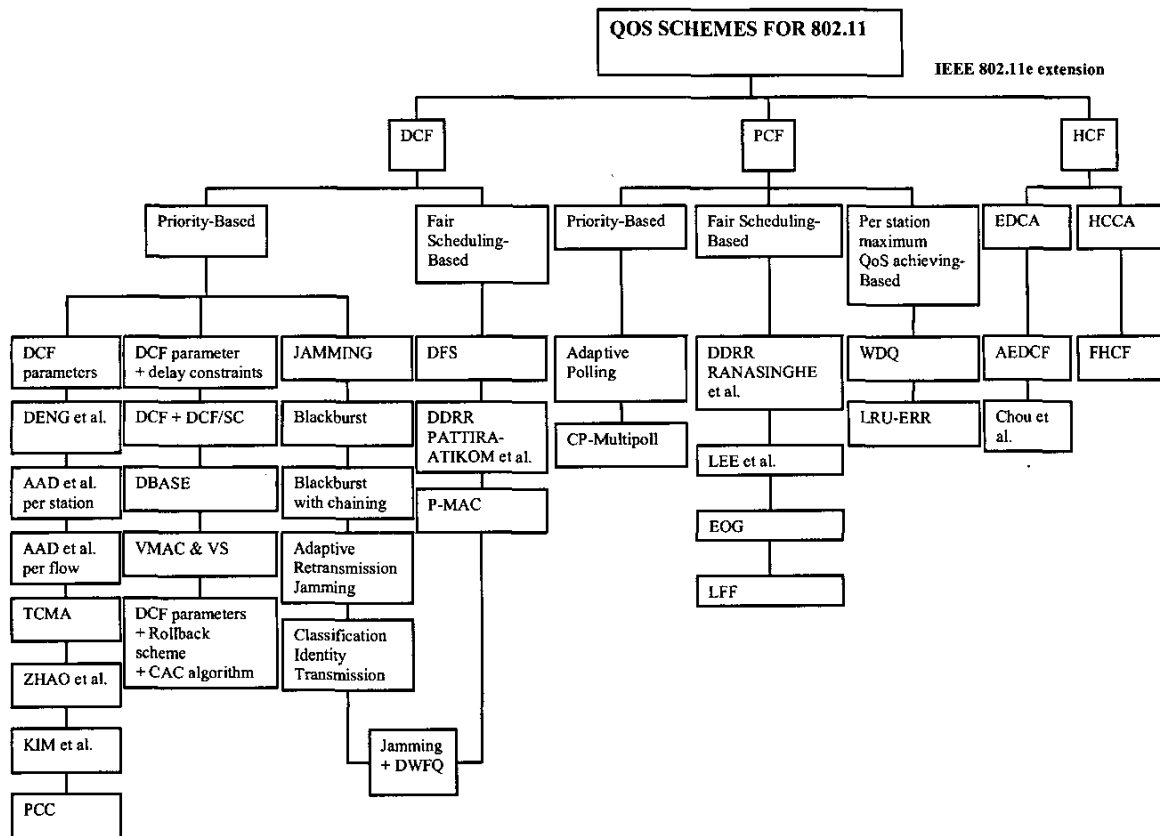 QOS SCHEMES FOR 802.11
IEEE 802.11e extension
DCF
PCF
HCF
Priority-Based
Fair
Scheduling-
Based
Priority-Based
Fair Scheduling-
Based
Per station
maximum
QoS achieving-
Based
EDCA
HCCA
DCF
parameters
DCF parameter
+ delay constraints
JAMMING
DFS
Adaptive
Polling
DDRR
RANASINGHE
et al.
WDQ
AEDCF
FHCF
DENG et al.
DCF + DCF/SC
Blackburst
DDRR
PATTIRA-
ATIKOM et al.
CP-Multipoll
LRU-ERR
Chou et
al.
AAD et al.
per station
DBASE
Blackburst
with chaining
P-MAC
LEE et al.
AAD et al.
per flow
VMAC & VS
Adaptive
Retransmission
Jamming
EOG
TCMA
DCF parameters
+ Rollback
scheme
+ CAC algorithm
Classification
Identity
Transmission
LFF
ZHAO et al.
KIM et al.
Jamming
+ DWFQ
PCC